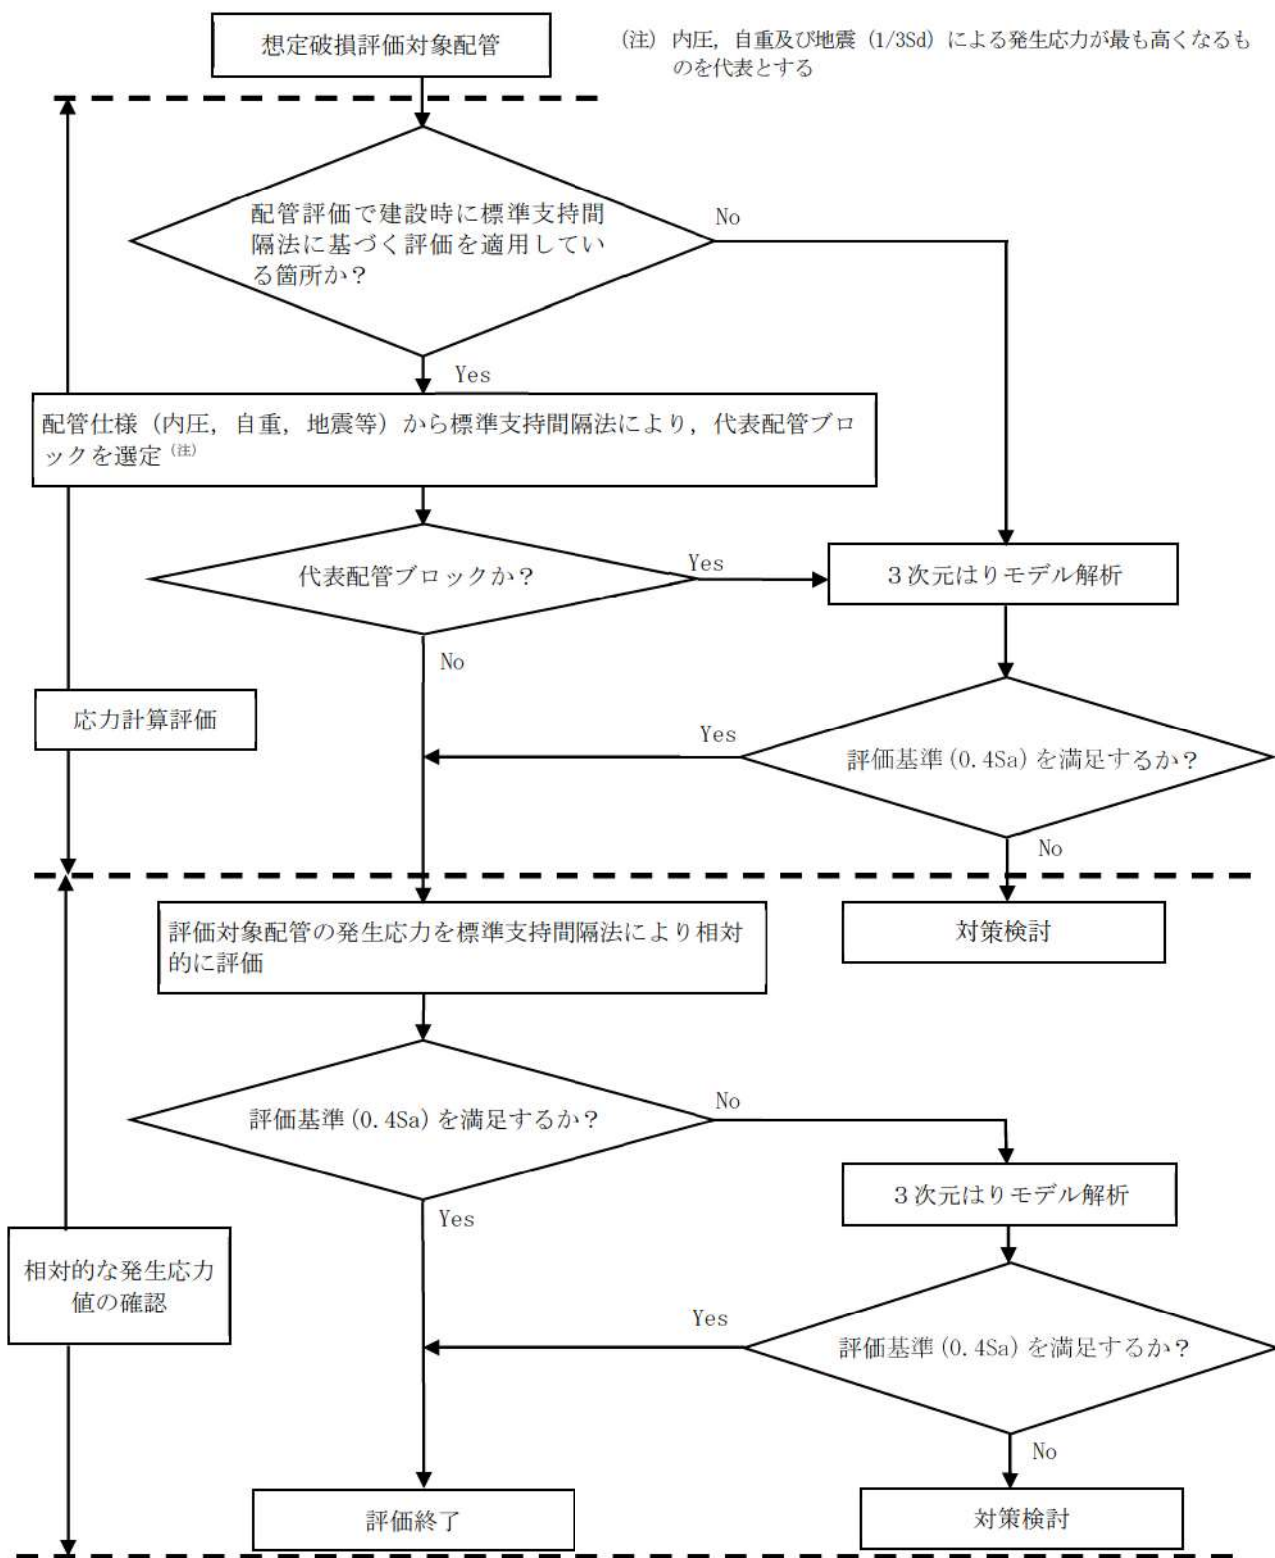 想定破損評価対象配管
(注) 内圧，自重及び地震（1/3Sd）による発生応力が最も高くなるも
のを代表とする
配管評価で建設時に標準支持間
隔法に基づく評価を適用してい
る箇所か？
No
Yes
配管仕様（内圧，自重，地震等）から標準支持間隔法により，代表配管ブロ
ックを選定（注）
代表配管ブロックか？
Yes
３次元はりモデル解析
No
応力計算評価
Yes
評価基準(0.4Sa)を満足するか？
No
評価対象配管の発生応力を標準支持間隔法により相対
的に評価
対策検討
評価基準(0.4Sa)を満足するか？
No
３次元はりモデル解析
Yes
相対的な発生応力
値の確認
Yes
評価基準(0.4Sa)を満足するか？
No
評価終了
対策検討